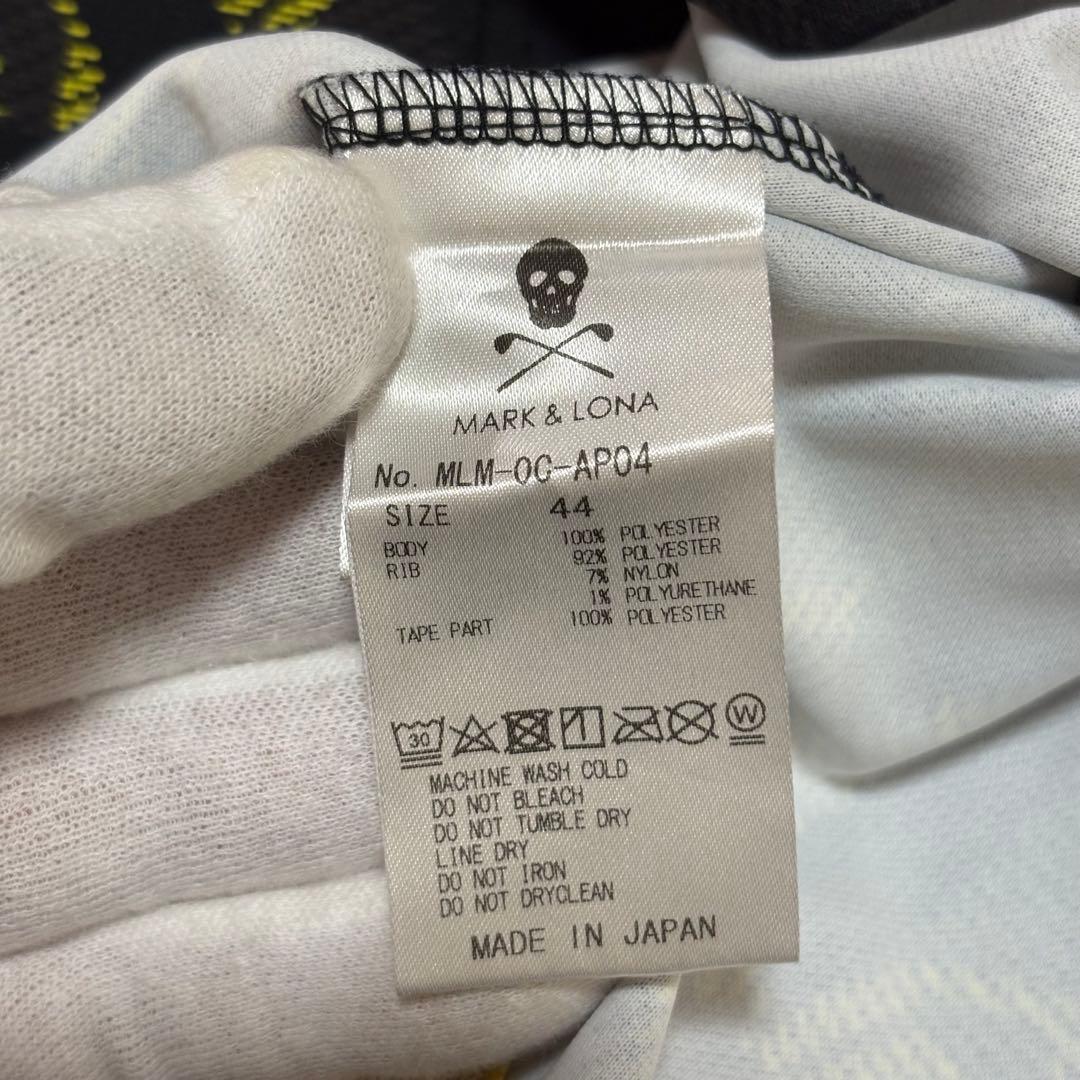 MARK & LONA
No. MLM-0C-AP04
SIZE 44
BODY 100% POLYESTER
RIB 92% POLYESTER
7% NYLON
1% POLYURETHANE
TAPE PART 100% POLYESTER
30 W
MACHINE WASH COLD
DO NOT BLEACH
DO NOT TUMBLE DRY
LINE DRY
DO NOT IRON
DO NOT DRYCLEAN
MADE IN JAPAN